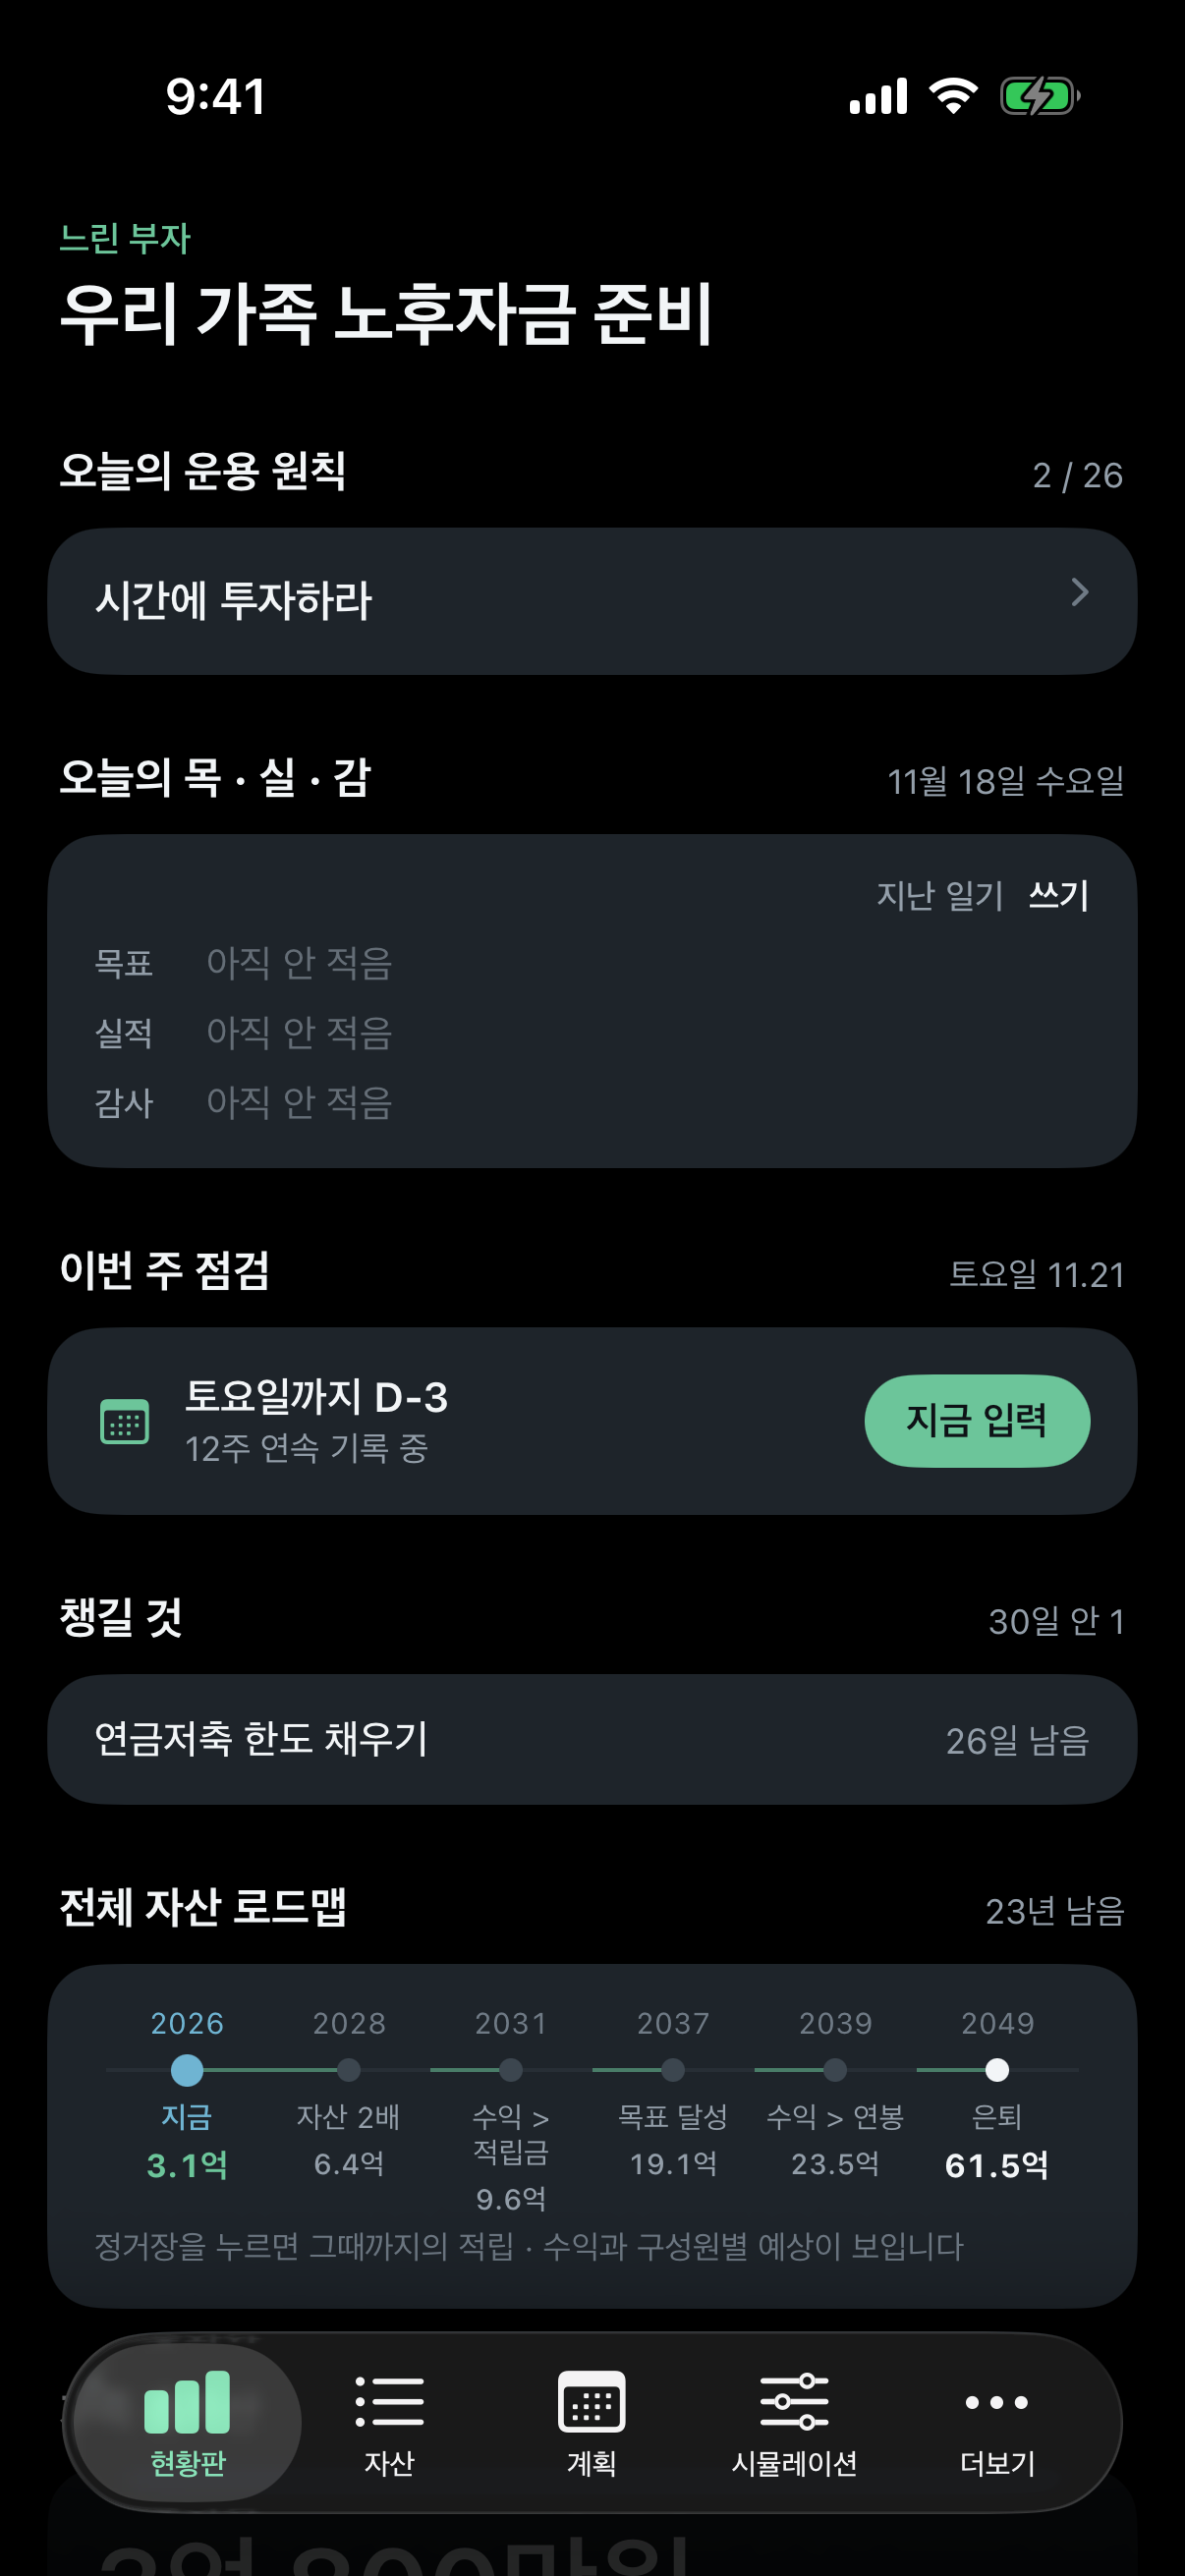 9:41
느린 부자
우리 가족 노후자금 준비
오늘의 운용 원칙
2 / 26
시간에 투자하라
오늘의 목 · 실 · 감
11월 18일 수요일
지난 일기 쓰기
목표 아직 안 적음
실적 아직 안 적음
감사 아직 안 적음
이번 주 점검
토요일 11.21
토요일까지 D-3
12주 연속 기록 중
지금 입력
챙길 것
30일 안 1
연금저축 한도 채우기
26일 남음
전체 자산 로드맵
23년 남음
2026 2028 2031 2037 2039 2049
지금 자산 2배 수익 > 목표 달성 수익 > 연봉 은퇴
적립금
3.1억 6.4억 9.6억 19.1억 23.5억 61.5억
정거장을 누르면 그때까지의 적립 · 수익과 구성원별 예상이 보입니다
현황판 자산 계획 시뮬레이션 더보기